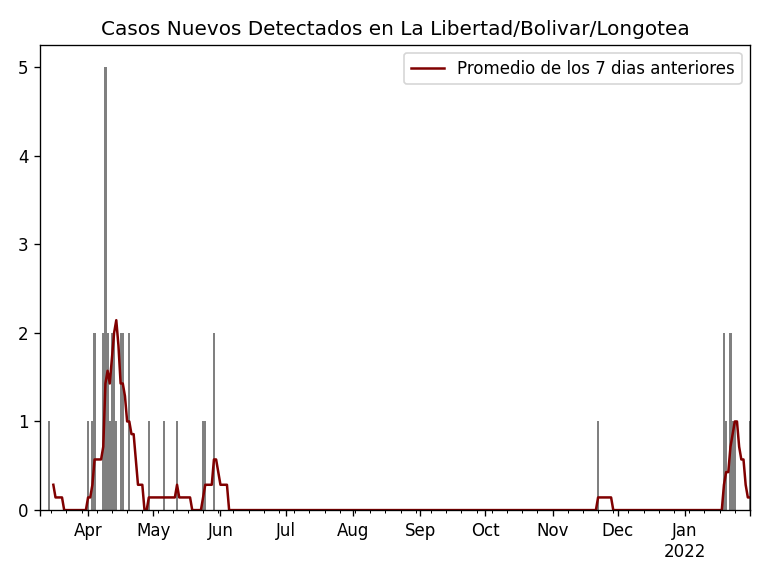 Casos Nuevos Detectados en La Libertad/Bolivar/Longotea
Promedio de los 7 dias anteriores
5
4
3
2
1
0
Apr May Jun Jul Aug Sep Oct Nov Dec Jan
2022